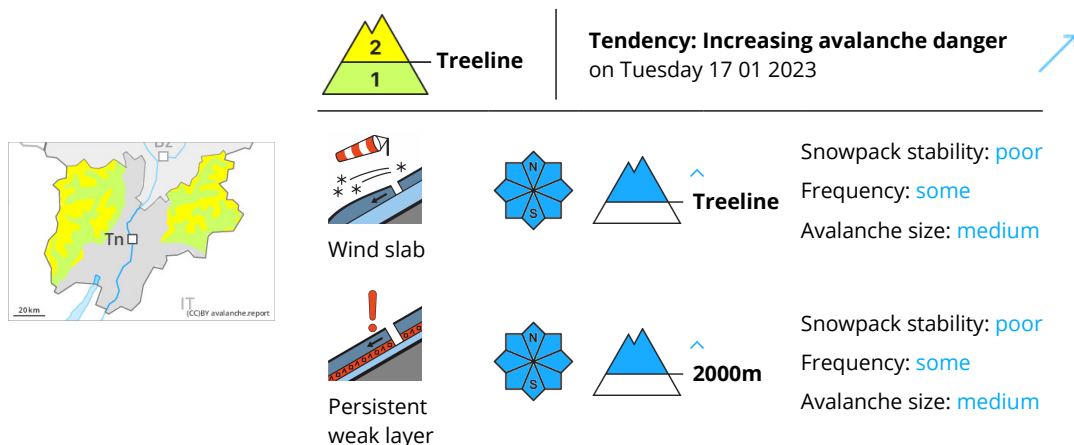 2
1
Treeline
Tendency: Increasing avalanche danger
on Tuesday 17 01 2023
BZ
Tn
IT
20 km
(CC)BY avalanche.report
Wind slab
N
S
Treeline
Snowpack stability: poor
Frequency: some
Avalanche size: medium
Persistent
weak layer
N
S
2000m
Snowpack stability: poor
Frequency: some
Avalanche size: medium